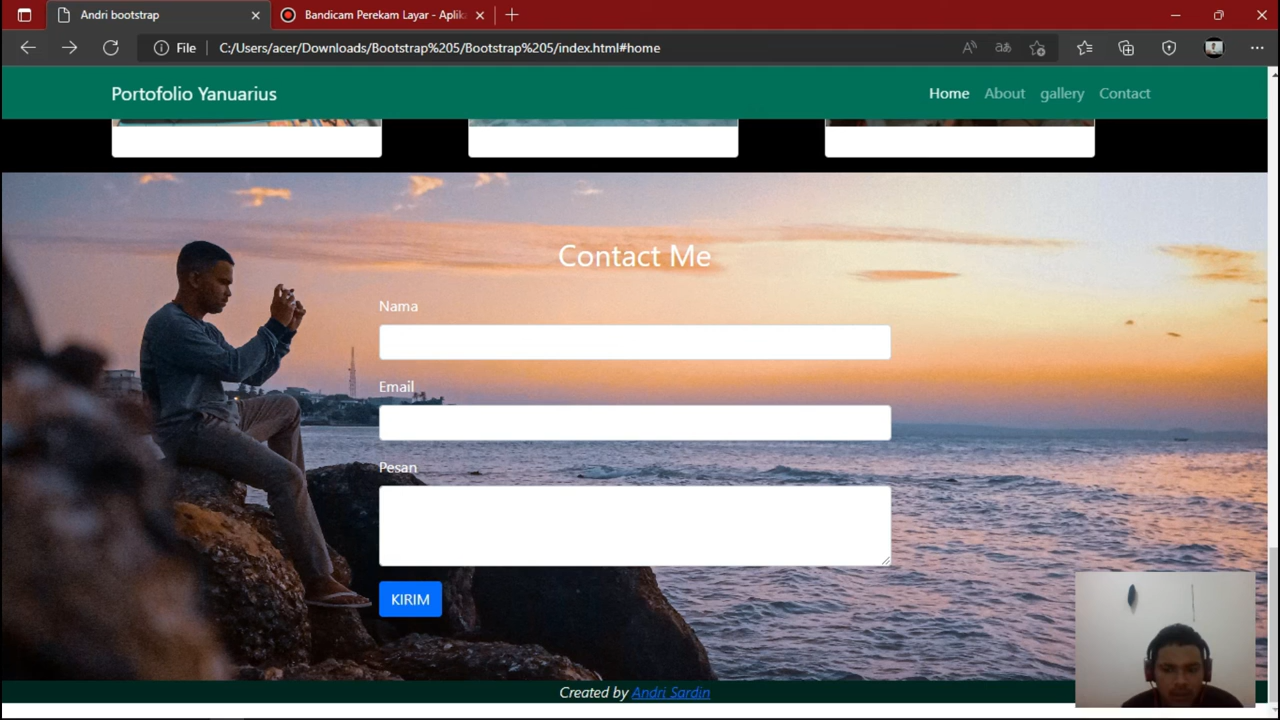 Andri bootstrap
Bandicam Perekam Layar - Aplik
File
C:/Users/acer/Downloads/Bootstrap%205/Bootstrap%205/index.html#home
Portofolio Yanuarius
Home About gallery Contact
Contact Me
Nama
Email
Pesan
KIRIM
Created by Andri Sardin